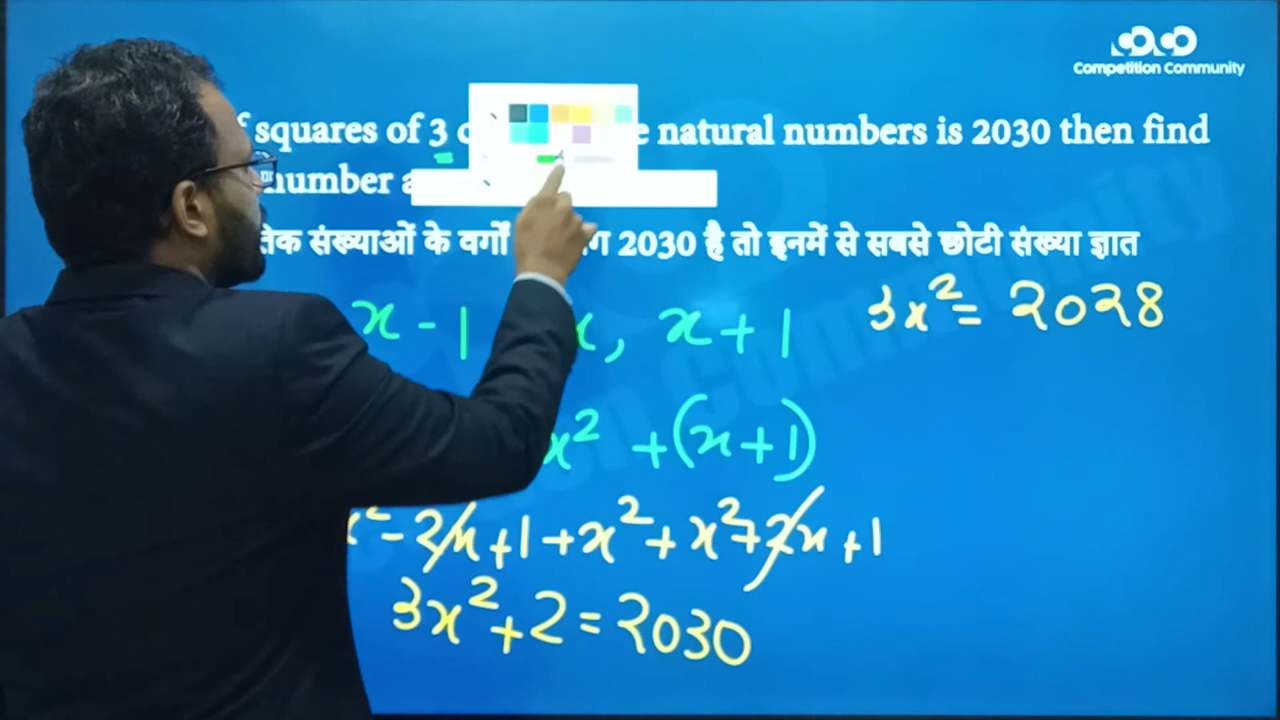 Competition Community
squares of 3 natural numbers is 2030 then find
number
संख्याओं के वर्गों 2030 है तो इनमें से सबसे छोटी संख्या ज्ञात
x-1 x, x+1
3x²= 2028
x² +(x+1)
x²-2x+1+x²+x²+2x+1
3x²+2=2030